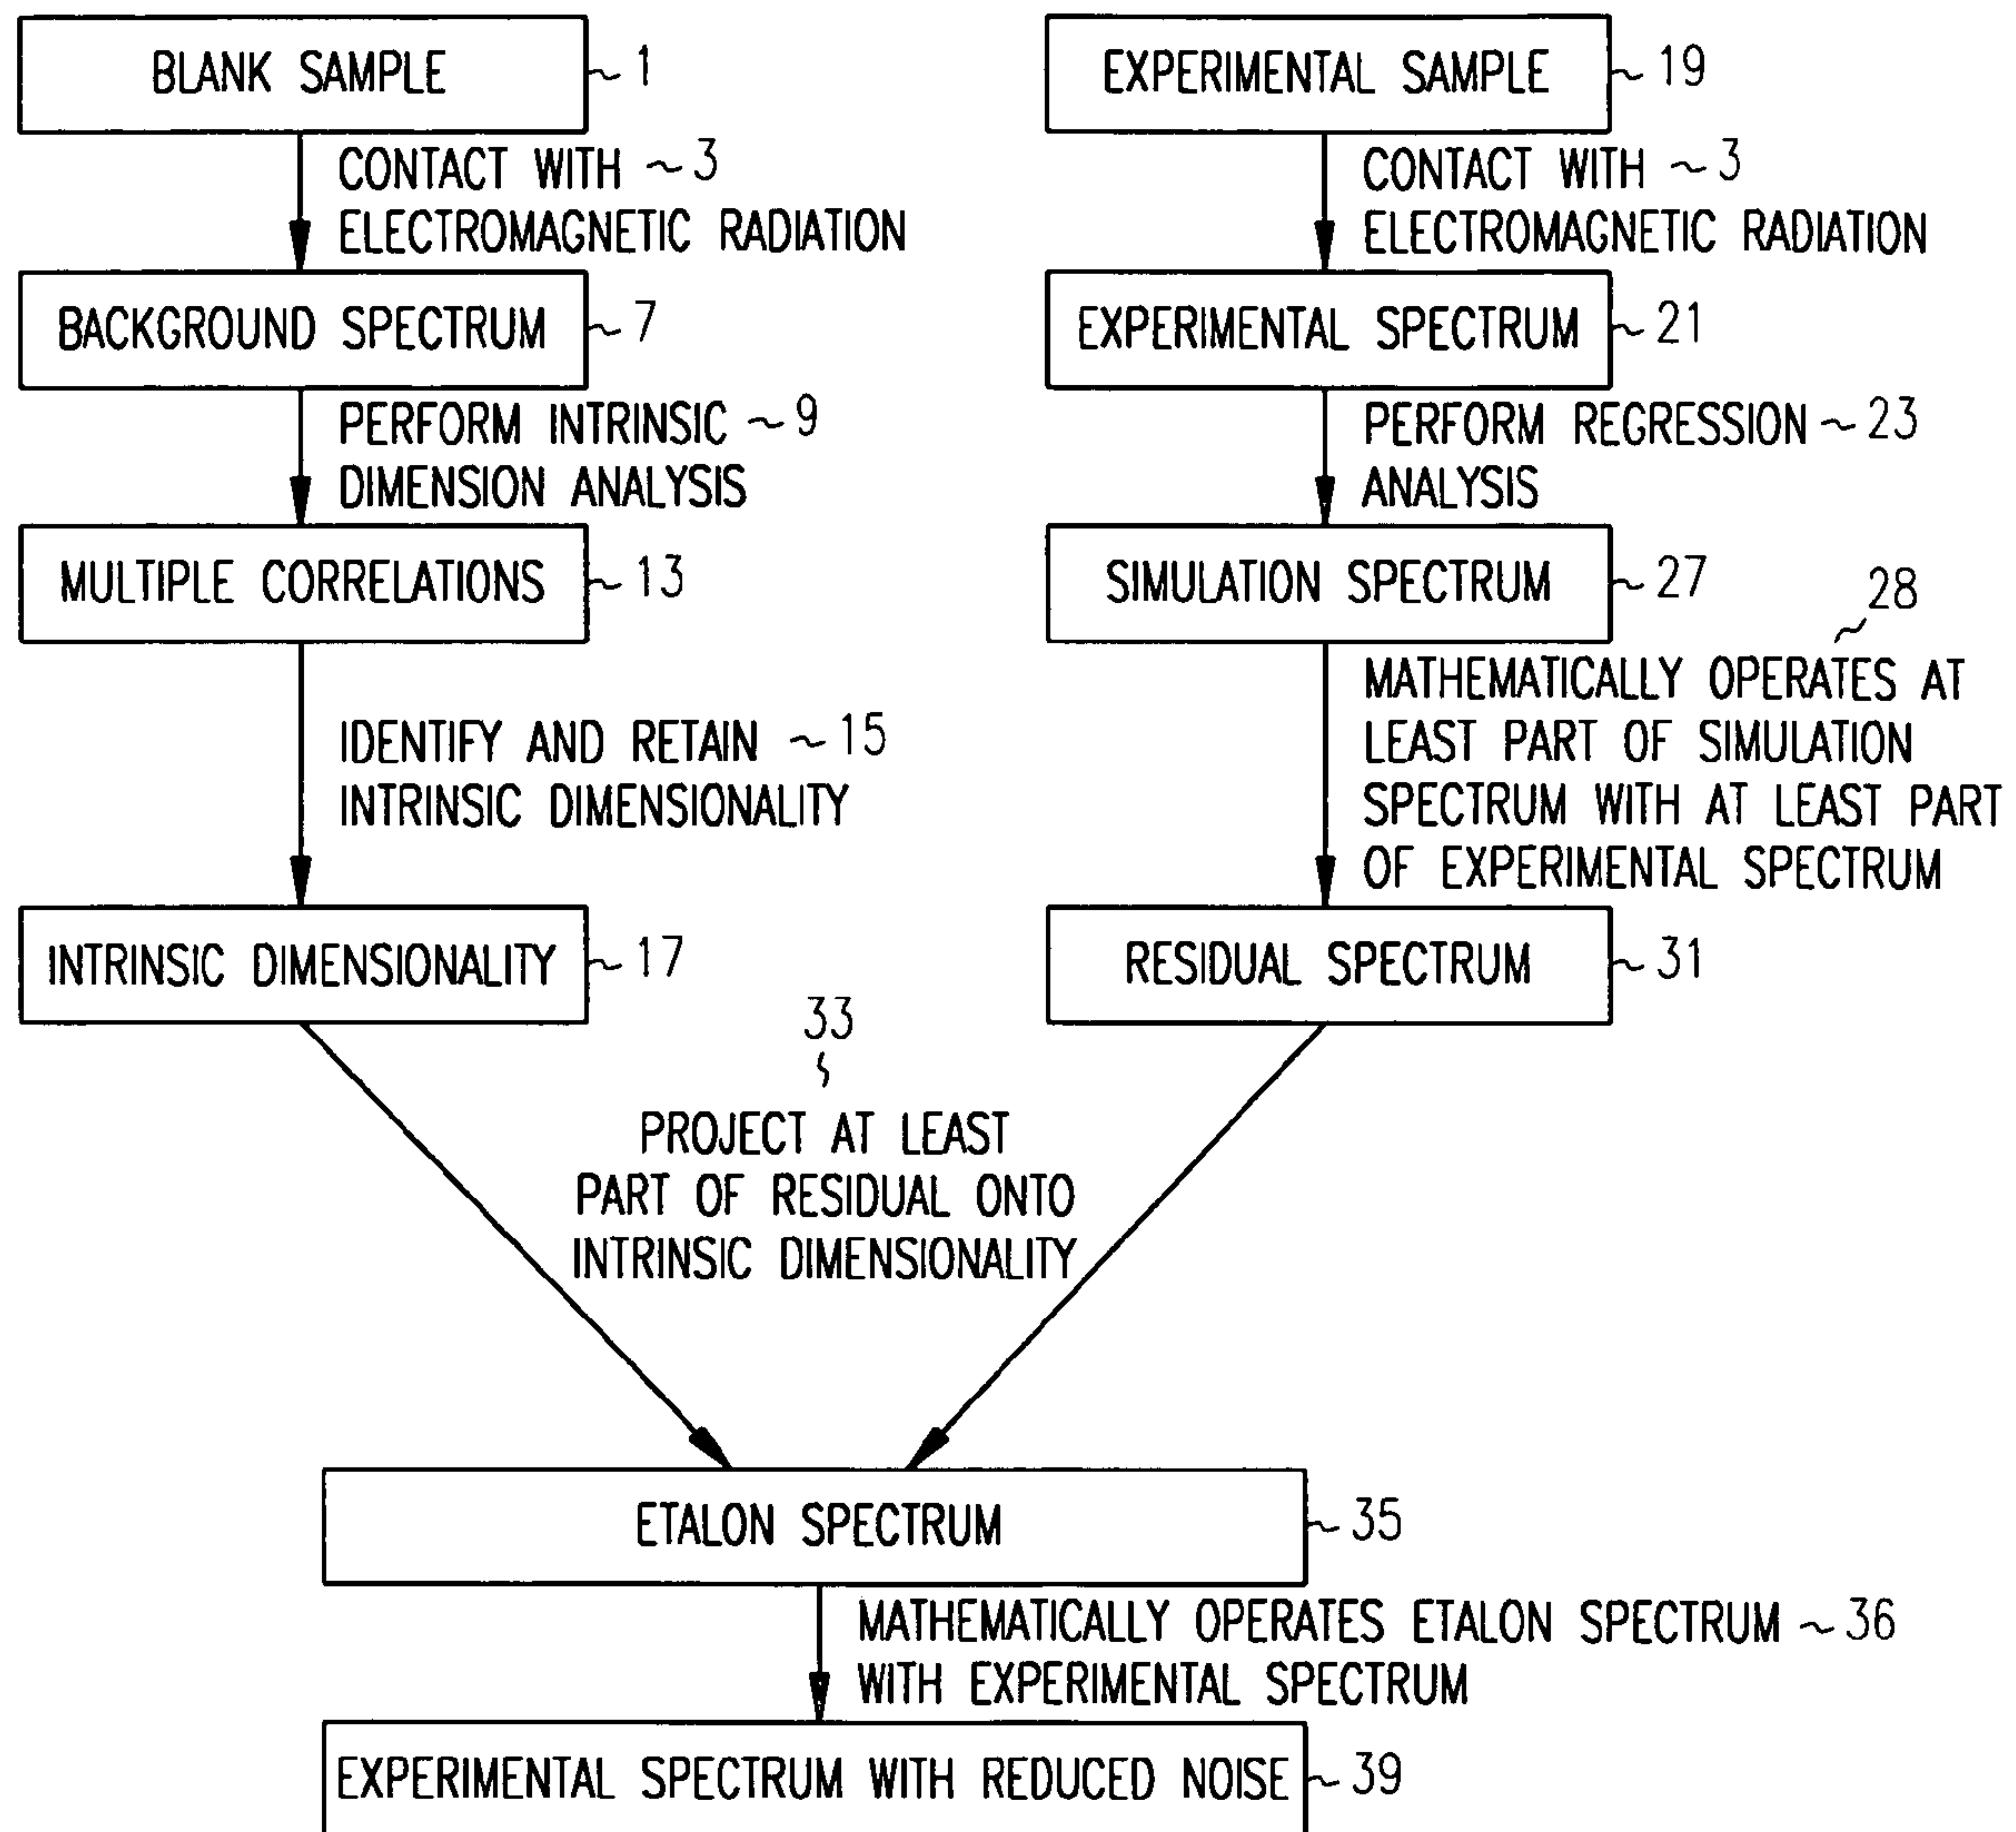 BLANK SAMPLE ~1
CONTACT WITH ~3
ELECTROMAGNETIC RADIATION
BACKGROUND SPECTRUM ~7
PERFORM INTRINSIC ~9
DIMENSION ANALYSIS
MULTIPLE CORRELATIONS ~13
IDENTIFY AND RETAIN ~15
INTRINSIC DIMENSIONALITY
INTRINSIC DIMENSIONALITY ~17
EXPERIMENTAL SAMPLE ~19
CONTACT WITH ~3
ELECTROMAGNETIC RADIATION
EXPERIMENTAL SPECTRUM ~21
PERFORM REGRESSION ~23
ANALYSIS
SIMULATION SPECTRUM ~27
28
MATHEMATICALLY OPERATES AT
LEAST PART OF SIMULATION
SPECTRUM WITH AT LEAST PART
OF EXPERIMENTAL SPECTRUM
RESIDUAL SPECTRUM ~31
33
PROJECT AT LEAST
PART OF RESIDUAL ONTO
INTRINSIC DIMENSIONALITY
ETALON SPECTRUM ~35
MATHEMATICALLY OPERATES ETALON SPECTRUM ~36
WITH EXPERIMENTAL SPECTRUM
EXPERIMENTAL SPECTRUM WITH REDUCED NOISE ~39